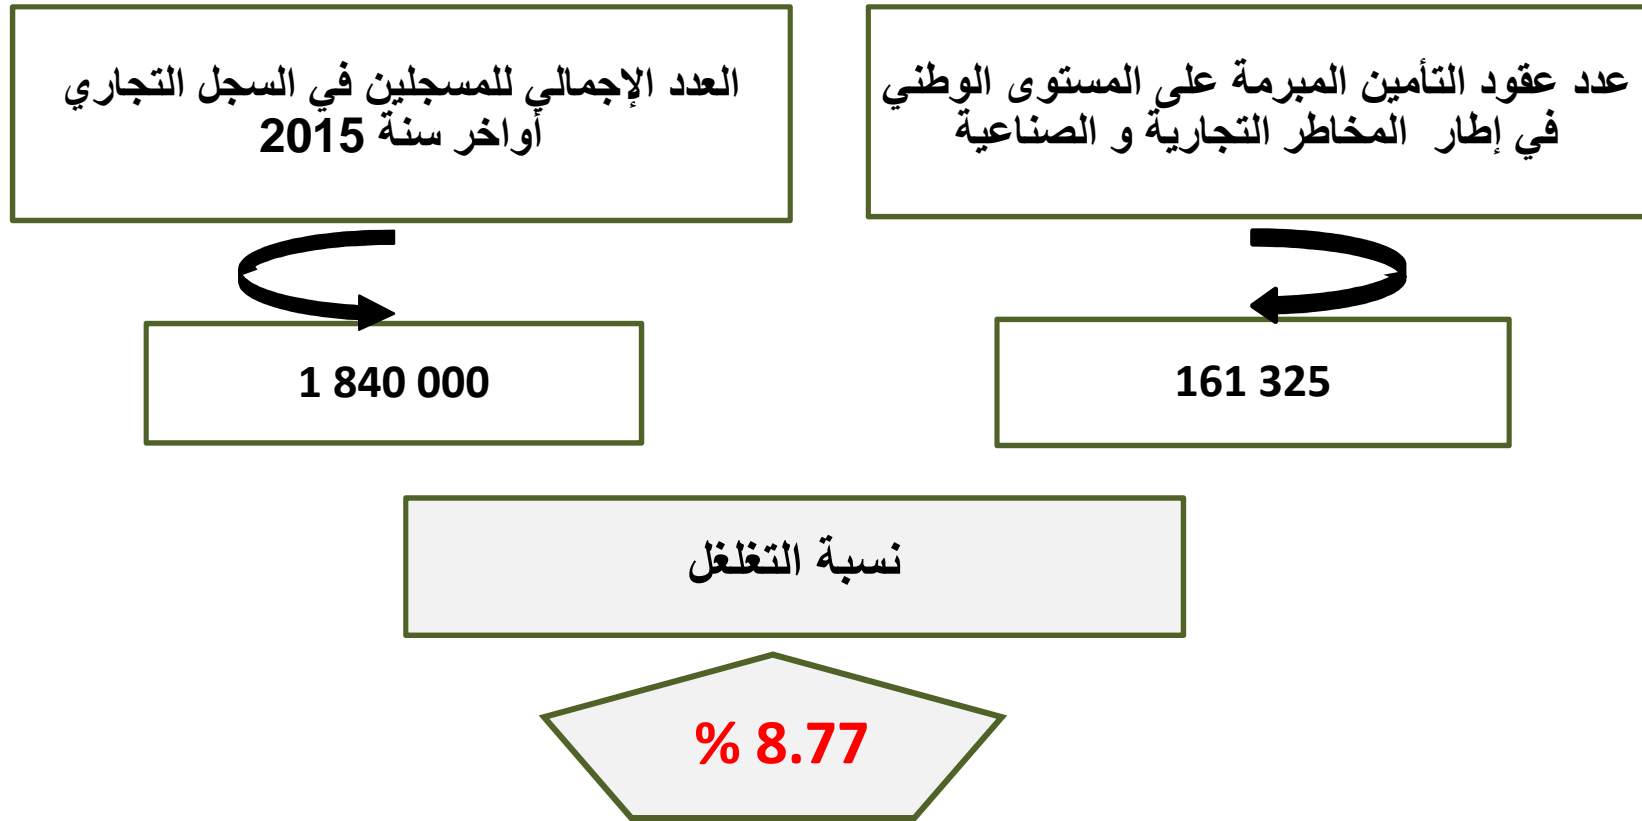 عدد عقود التأمين المبرمة على المستوى الوطني
في إطار المخاطر التجارية و الصناعية
161 325
العدد الإجمالي للمسجلين في السجل التجاري
أواخر سنة 2015
1 840 000
نسبة التغلغل
% 8.77